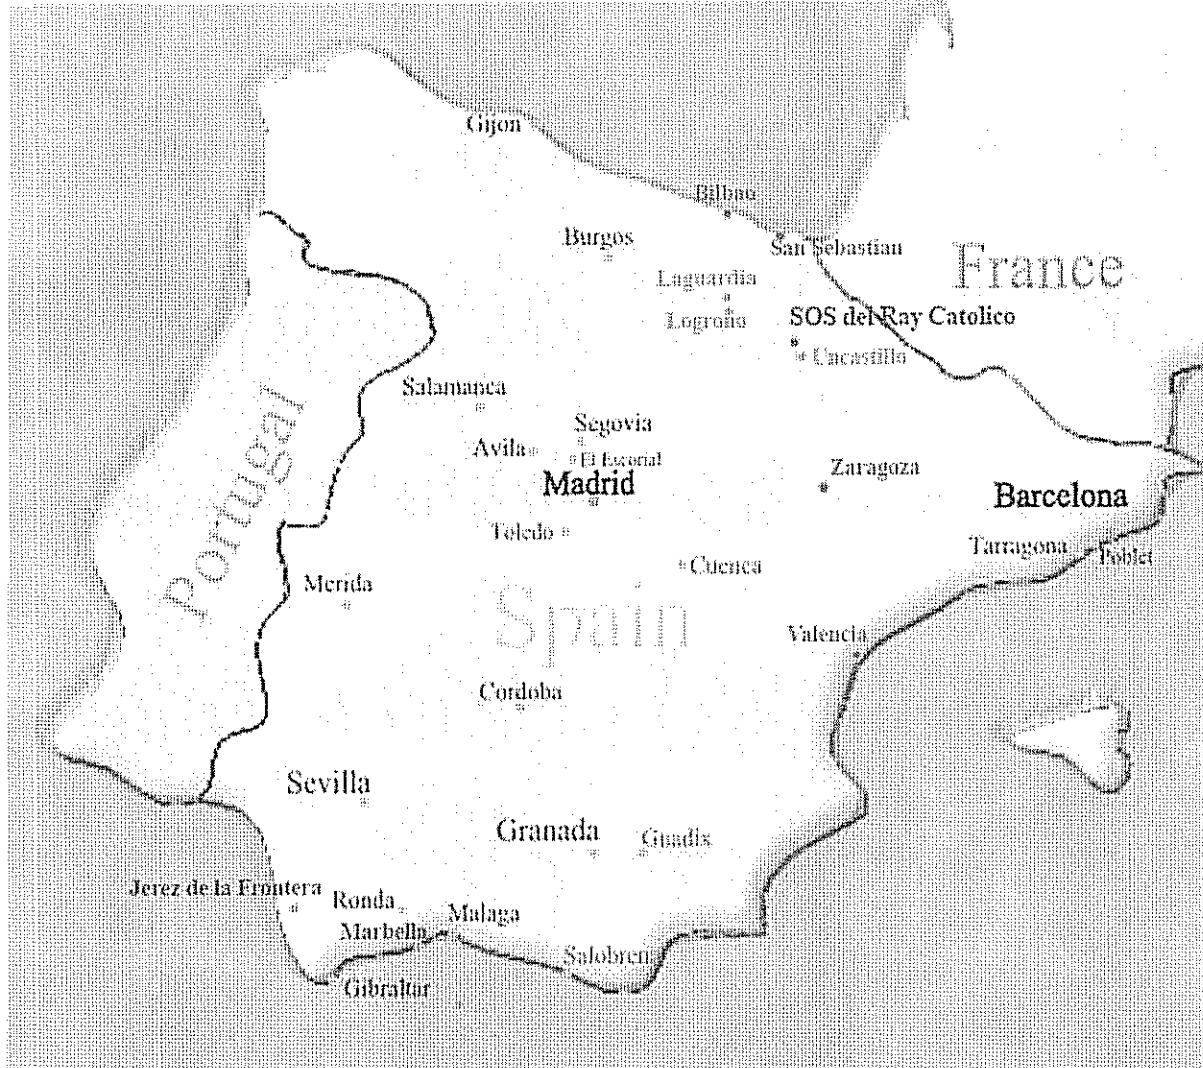 Gijon
Bilbao
Burgos
San Sebastian
France
Laguardia
Logroño
SOS del Ray Catolico
Uncastillo
Salamanca
Portugal
Segovia
Avila
El Escorial
Zaragoza
Madrid
Barcelona
Toledo
Tarragona
Poblet
Cuenca
Merida
Spain
Valencia
Cordoba
Sevilla
Granada
Guadix
Jerez de la Frontera
Ronda
Malaga
Marbella
Salobren
Gibraltar